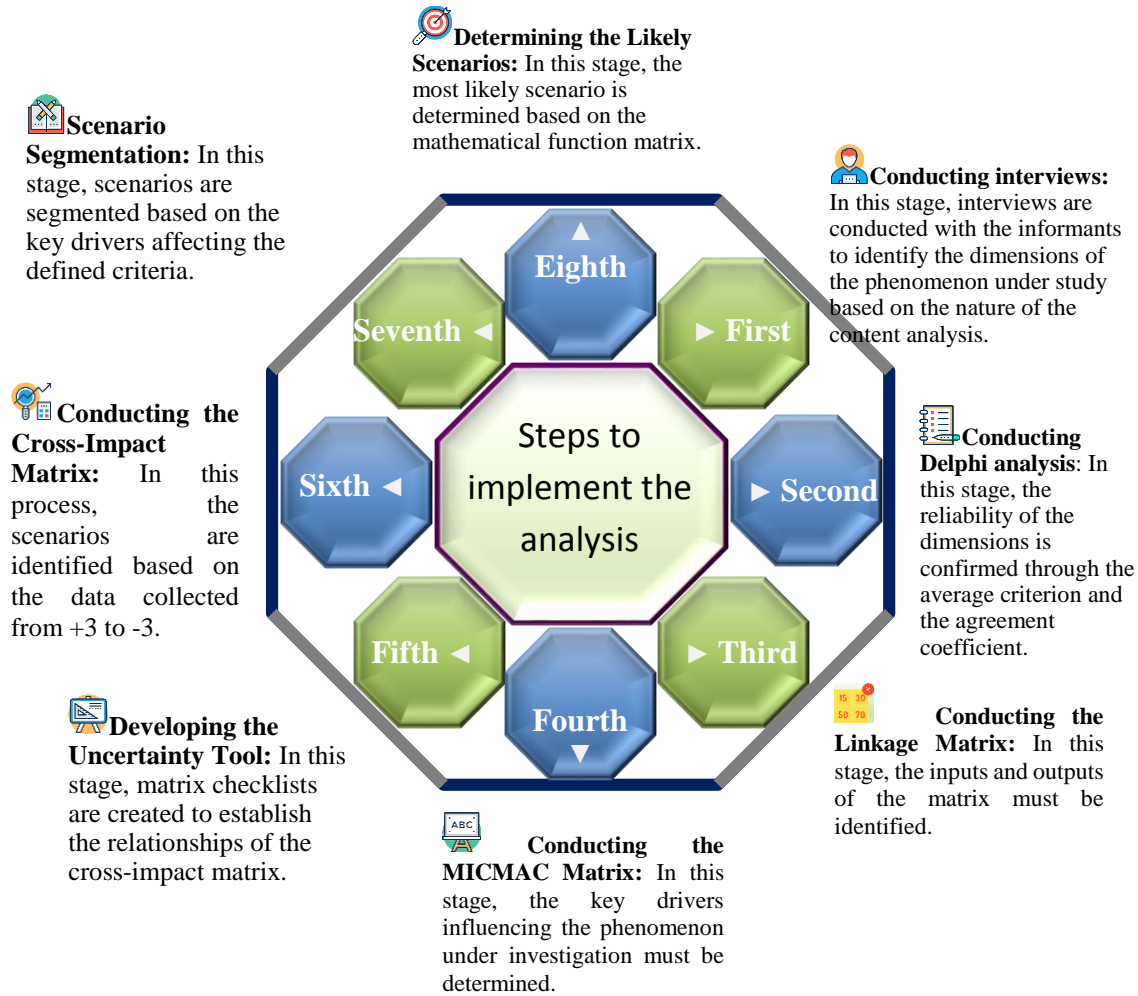 Determining the Likely
Scenarios: In this stage, the
most likely scenario is
determined based on the
mathematical function matrix.
Scenario
Segmentation: In this
stage, scenarios are
segmented based on the
key drivers affecting the
defined criteria.
Conducting interviews:
In this stage, interviews are
conducted with the informants
to identify the dimensions of
the phenomenon under study
based on the nature of the
content analysis.
Eighth
Seventh
First
Conducting the
Cross-Impact
Matrix: In this
process, the
scenarios are
identified based on
the data collected
from +3 to -3.
Steps to
implement the
analysis
Sixth
Second
Conducting
Delphi analysis: In
this stage, the
reliability of the
dimensions is
confirmed through the
average criterion and
the agreement
coefficient.
Fifth
Third
Fourth
Developing the
Uncertainty Tool: In this
stage, matrix checklists
are created to establish
the relationships of the
cross-impact matrix.
15 30
50 70
Conducting the
Linkage Matrix: In this
stage, the inputs and outputs
of the matrix must be
identified.
ABC
Conducting the
MICMAC Matrix: In this
stage, the key drivers
influencing the phenomenon
under investigation must be
determined.